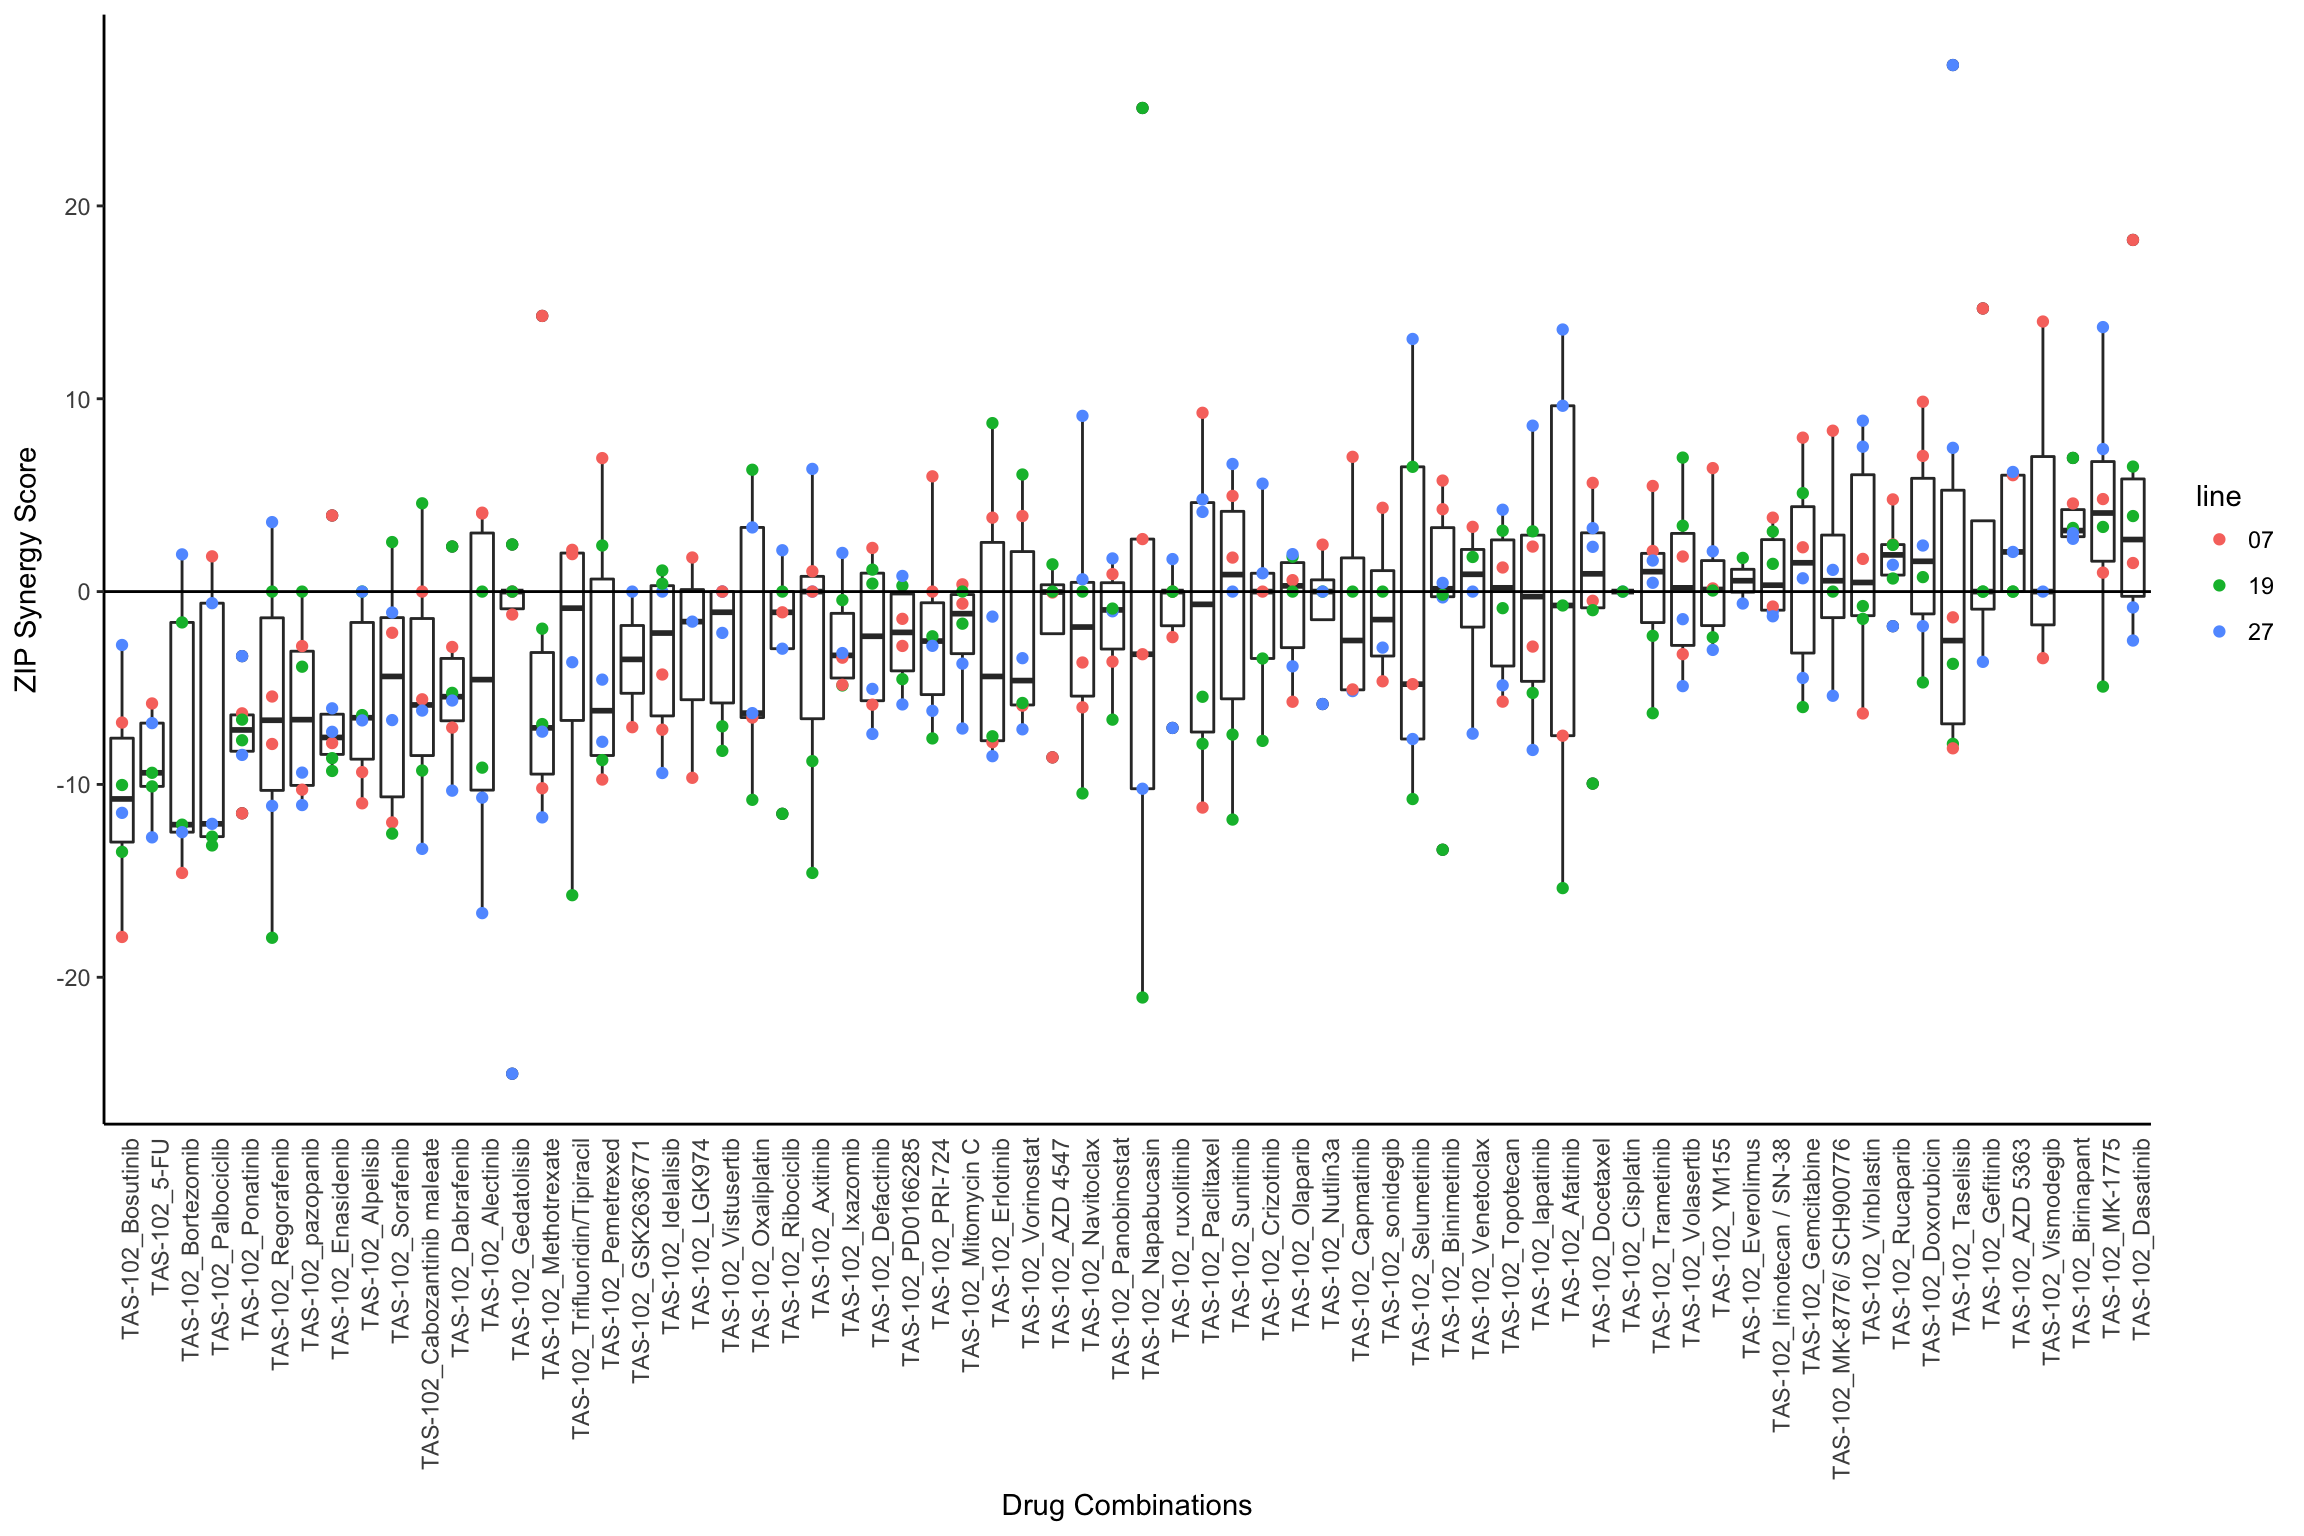 20
10
0
-10
-20
ZIP Synergy Score
TAS-102_Bosutinib
TAS-102_5-FU
TAS-102_Bortezomib
TAS-102_Palbociclib
TAS-102_Ponatinib
TAS-102_Regorafenib
TAS-102_pazopanib
TAS-102_Enasidenib
TAS-102_Alpelisib
TAS-102_Sorafenib
TAS-102_Cabozantinib maleate
TAS-102_Dabrafenib
TAS-102_Alectinib
TAS-102_Gedatolisib
TAS-102_Methotrexate
TAS-102_Trifluoridin/Tipiracil
TAS-102_Pemetrexed
TAS-102_GSK2636771
TAS-102_Idelalisib
TAS-102_LGK974
TAS-102_Vistusertib
TAS-102_Oxaliplatin
TAS-102_Ribociclib
TAS-102_Axitinib
TAS-102_Ixazomib
TAS-102_Defactinib
TAS-102_PD0166285
TAS-102_PRI-724
TAS-102_Mitomycin C
TAS-102_Erlotinib
TAS-102_Vorinostat
TAS-102_AZD 4547
TAS-102_Navitoclax
TAS-102_Panobinostat
TAS-102_Napabucasin
TAS-102_ruxolitinib
TAS-102_Paclitaxel
TAS-102_Sunitinib
TAS-102_Crizotinib
TAS-102_Olaparib
TAS-102_Nutlin3a
TAS-102_Capmatinib
TAS-102_sonidegib
TAS-102_Selumetinib
TAS-102_Binimetinib
TAS-102_Venetoclax
TAS-102_Topotecan
TAS-102_lapatinib
TAS-102_Afatinib
TAS-102_Docetaxel
TAS-102_Cisplatin
TAS-102_Trametinib
TAS-102_Volasertib
TAS-102_YM155
TAS-102_Everolimus
TAS-102_Irinotecan / SN-38
TAS-102_Gemcitabine
TAS-102_MK-8776/ SCH900776
TAS-102_Vinblastin
TAS-102_Rucaparib
TAS-102_Doxorubicin
TAS-102_Taselisib
TAS-102_Gefitinib
TAS-102_AZD 5363
TAS-102_Vismodegib
TAS-102_Birinapant
TAS-102_MK-1775
TAS-102_Dasatinib
Drug Combinations
line
07
19
27